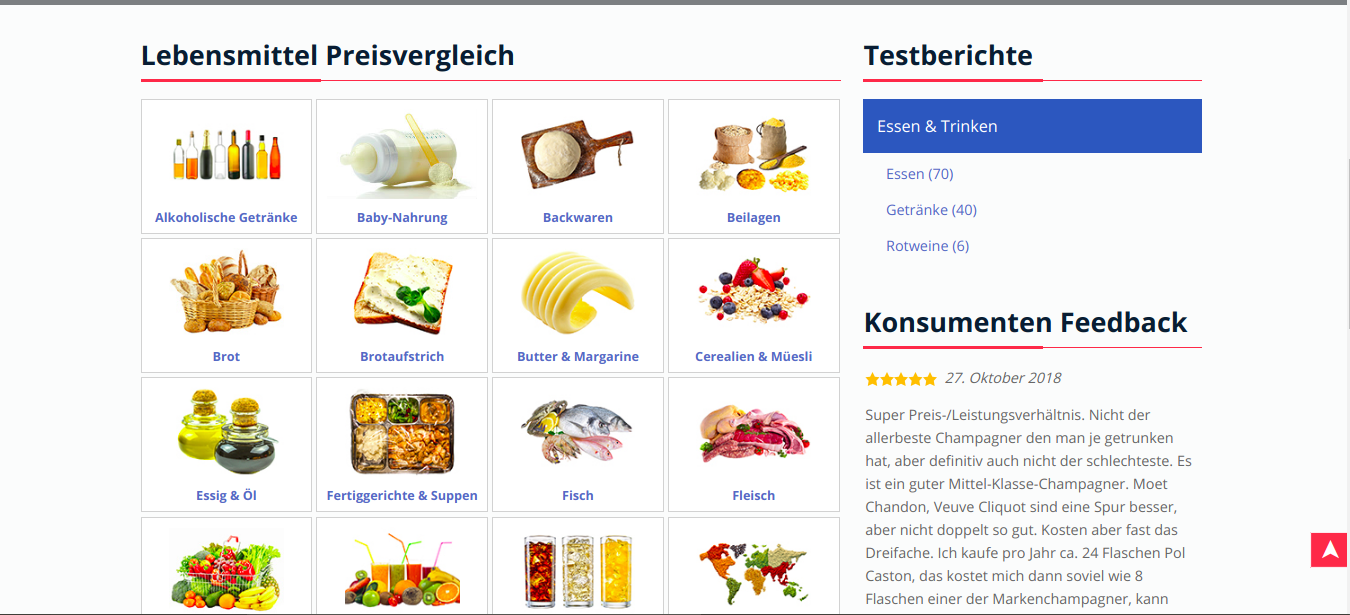 Lebensmittel Preisvergleich
Alkoholische Getränke
Baby-Nahrung
Backwaren
Beilagen
Brot
Brotaufstrich
Butter & Margarine
Cerealien & Müesli
Essig & Öl
Fertiggerichte & Suppen
Fisch
Fleisch
Testberichte
Essen & Trinken
Essen (70)
Getränke (40)
Rotweine (6)
Konsumenten Feedback
27. Oktober 2018
Super Preis-/Leistungsverhältnis. Nicht der
allerbeste Champagner den man je getrunken
hat, aber definitiv auch nicht der schlechteste. Es
ist ein guter Mittel-Klasse-Champagner. Moet
Chandon, Veuve Cliquot sind eine Spur besser,
aber nicht doppelt so gut. Kosten aber fast das
Dreifache. Ich kaufe pro Jahr ca. 24 Flaschen Pol
Caston, das kostet mich dann soviel wie 8
Flaschen einer der Markenchampagner, kann